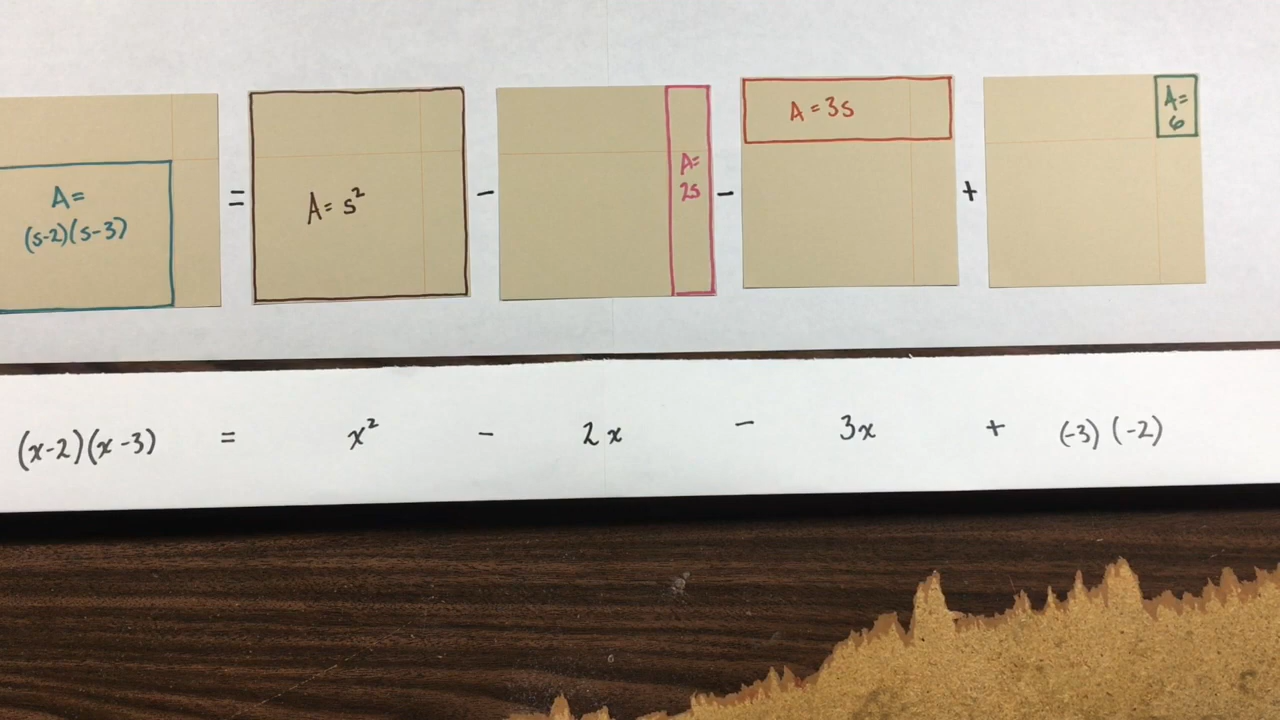 A=
(s-2)(s-3)
=
A= s²
-
A=
2s
-
A = 3s
+
A=
6
(x-2)(x-3) = x² - 2x - 3x + (-3)(-2)